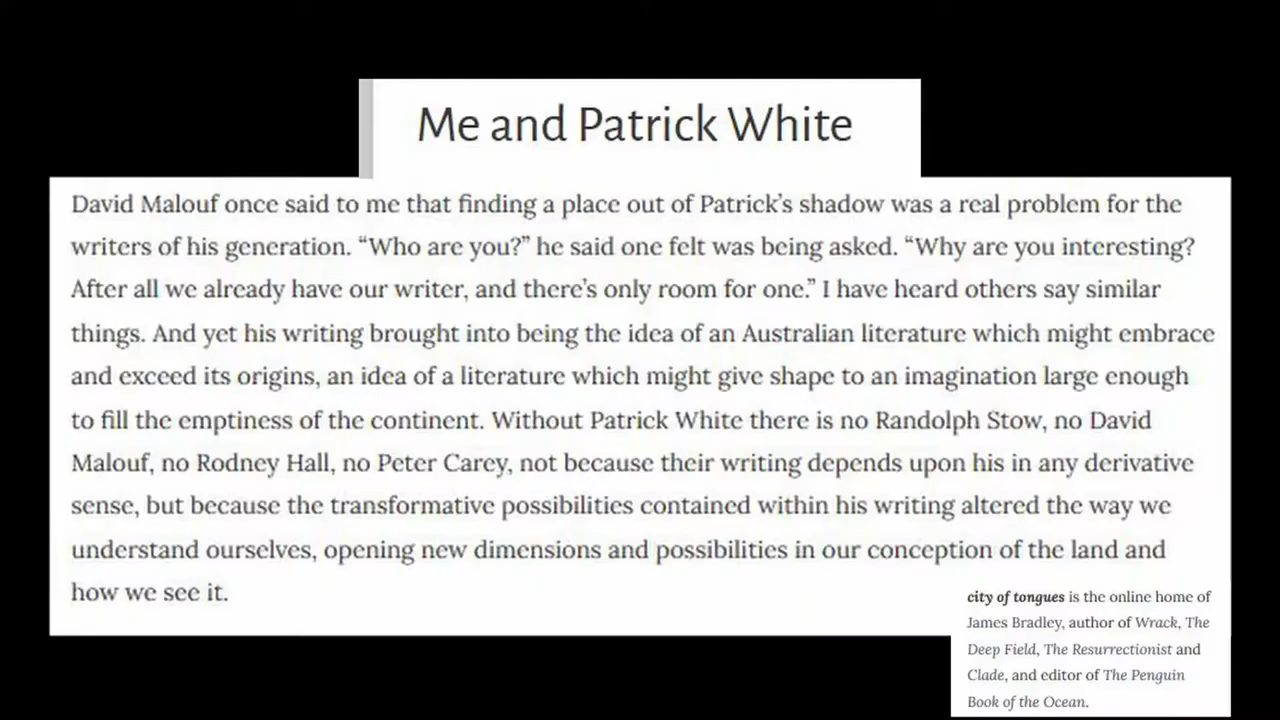 Me and Patrick White
David Malouf once said to me that finding a place out of Patrick’s shadow was a real problem for the
writers of his generation. “Who are you?” he said one felt was being asked. “Why are you interesting?
After all we already have our writer, and there’s only room for one.” I have heard others say similar
things. And yet his writing brought into being the idea of an Australian literature which might embrace
and exceed its origins, an idea of a literature which might give shape to an imagination large enough
to fill the emptiness of the continent. Without Patrick White there is no Randolph Stow, no David
Malouf, no Rodney Hall, no Peter Carey, not because their writing depends upon his in any derivative
sense, but because the transformative possibilities contained within his writing altered the way we
understand ourselves, opening new dimensions and possibilities in our conception of the land and
how we see it.
city of tongues is the online home of
James Bradley, author of Wrack, The
Deep Field, The Resurrectionist and
Clade, and editor of The Penguin
Book of the Ocean.